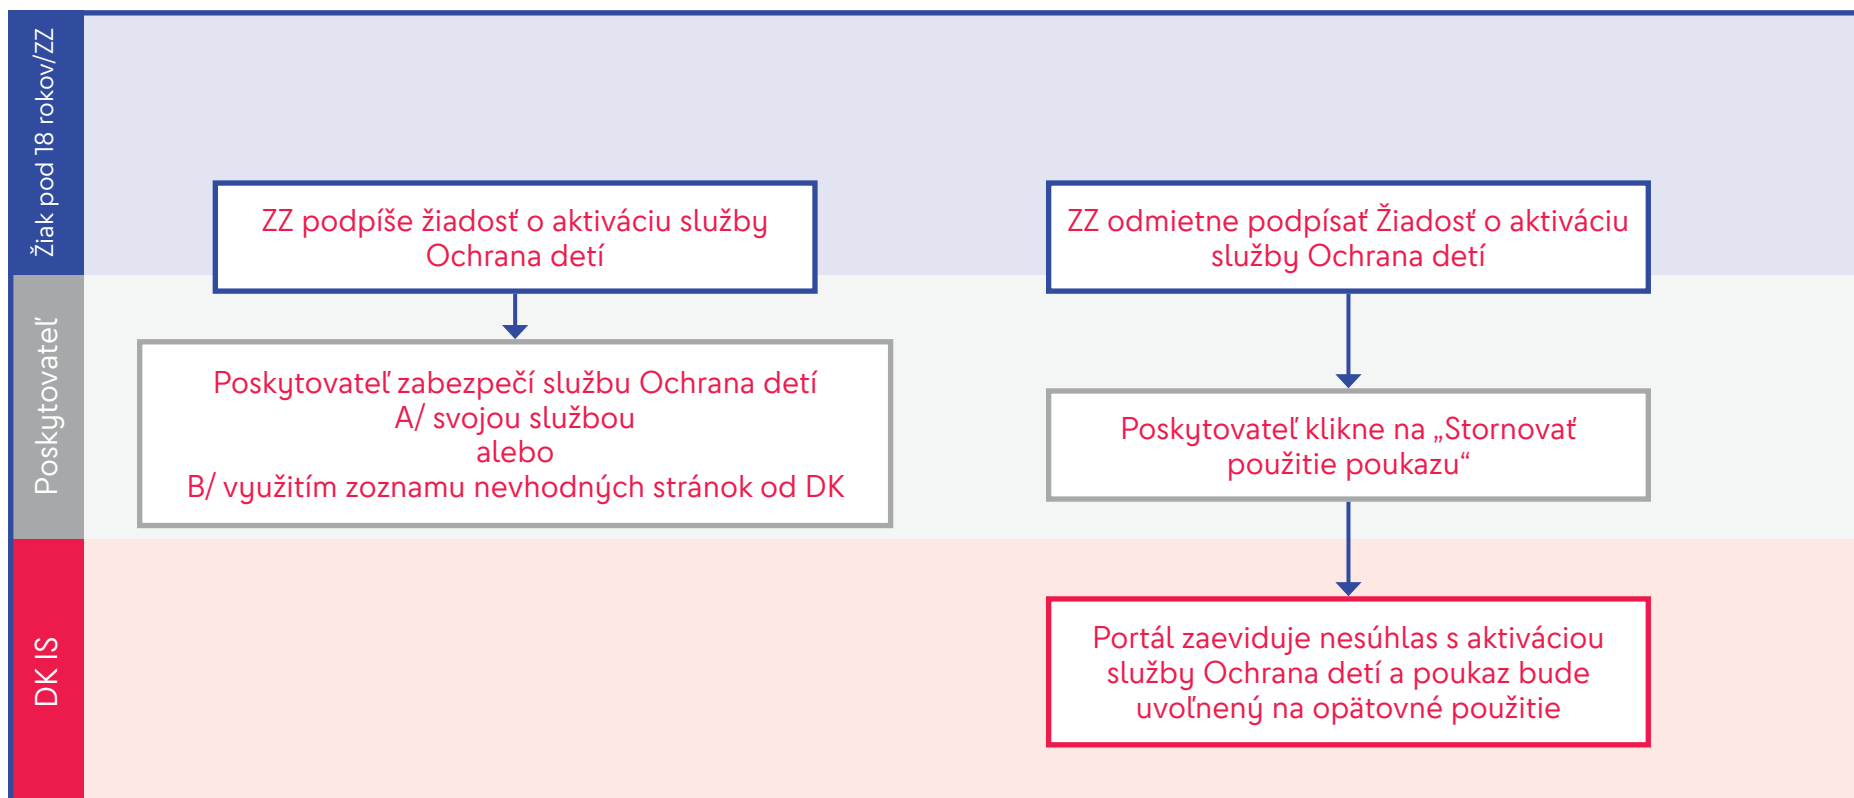 Žiak pod 18 rokov/ZZ
ZZ podpíše žiadosť o aktiváciu služby
Ochrana detí
ZZ odmietne podpísať Žiadosť o aktiváciu
služby Ochrana detí
Poskytovateľ
Poskytovateľ zabezpečí službu Ochrana detí
A/ svojou službou
alebo
B/ využitím zoznamu nevhodných stránok od DK
Poskytovateľ klikne na „Stornovať
použitie poukazu“
DK IS
Portál zaeviduje nesúhlas s aktiváciou
služby Ochrana detí a poukaz bude
uvoľnený na opätovné použitie